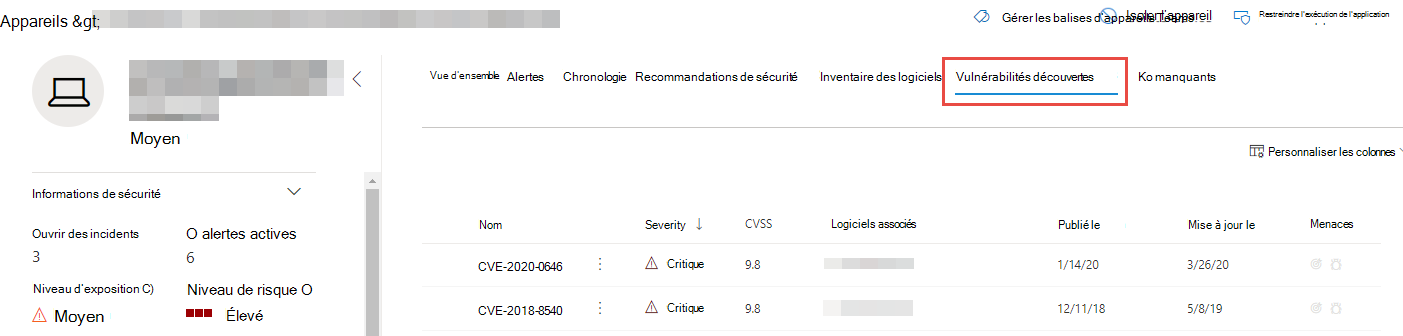 Appareils &gt;
Gérer les balises d'appareils
Isoler l'appareil
Restreindre l'exécution de l'application
Moyen
Vue d'ensemble Alertes Chronologie Recommandations de sécurité Inventaire des logiciels Vulnérabilités découvertes Ko manquants
Personnaliser les colonnes
Informations de sécurité
Ouvrir des incidents O alertes actives
3 6
Niveau d'exposition C) Niveau de risque O
Moyen Élevé
Nom Severity ↓ CVSS Logiciels associés Publié le Mise à jour le Menaces
CVE-2020-0646 Critique 9.8 1/14/20 3/26/20
CVE-2018-8540 Critique 9.8 12/11/18 5/8/19